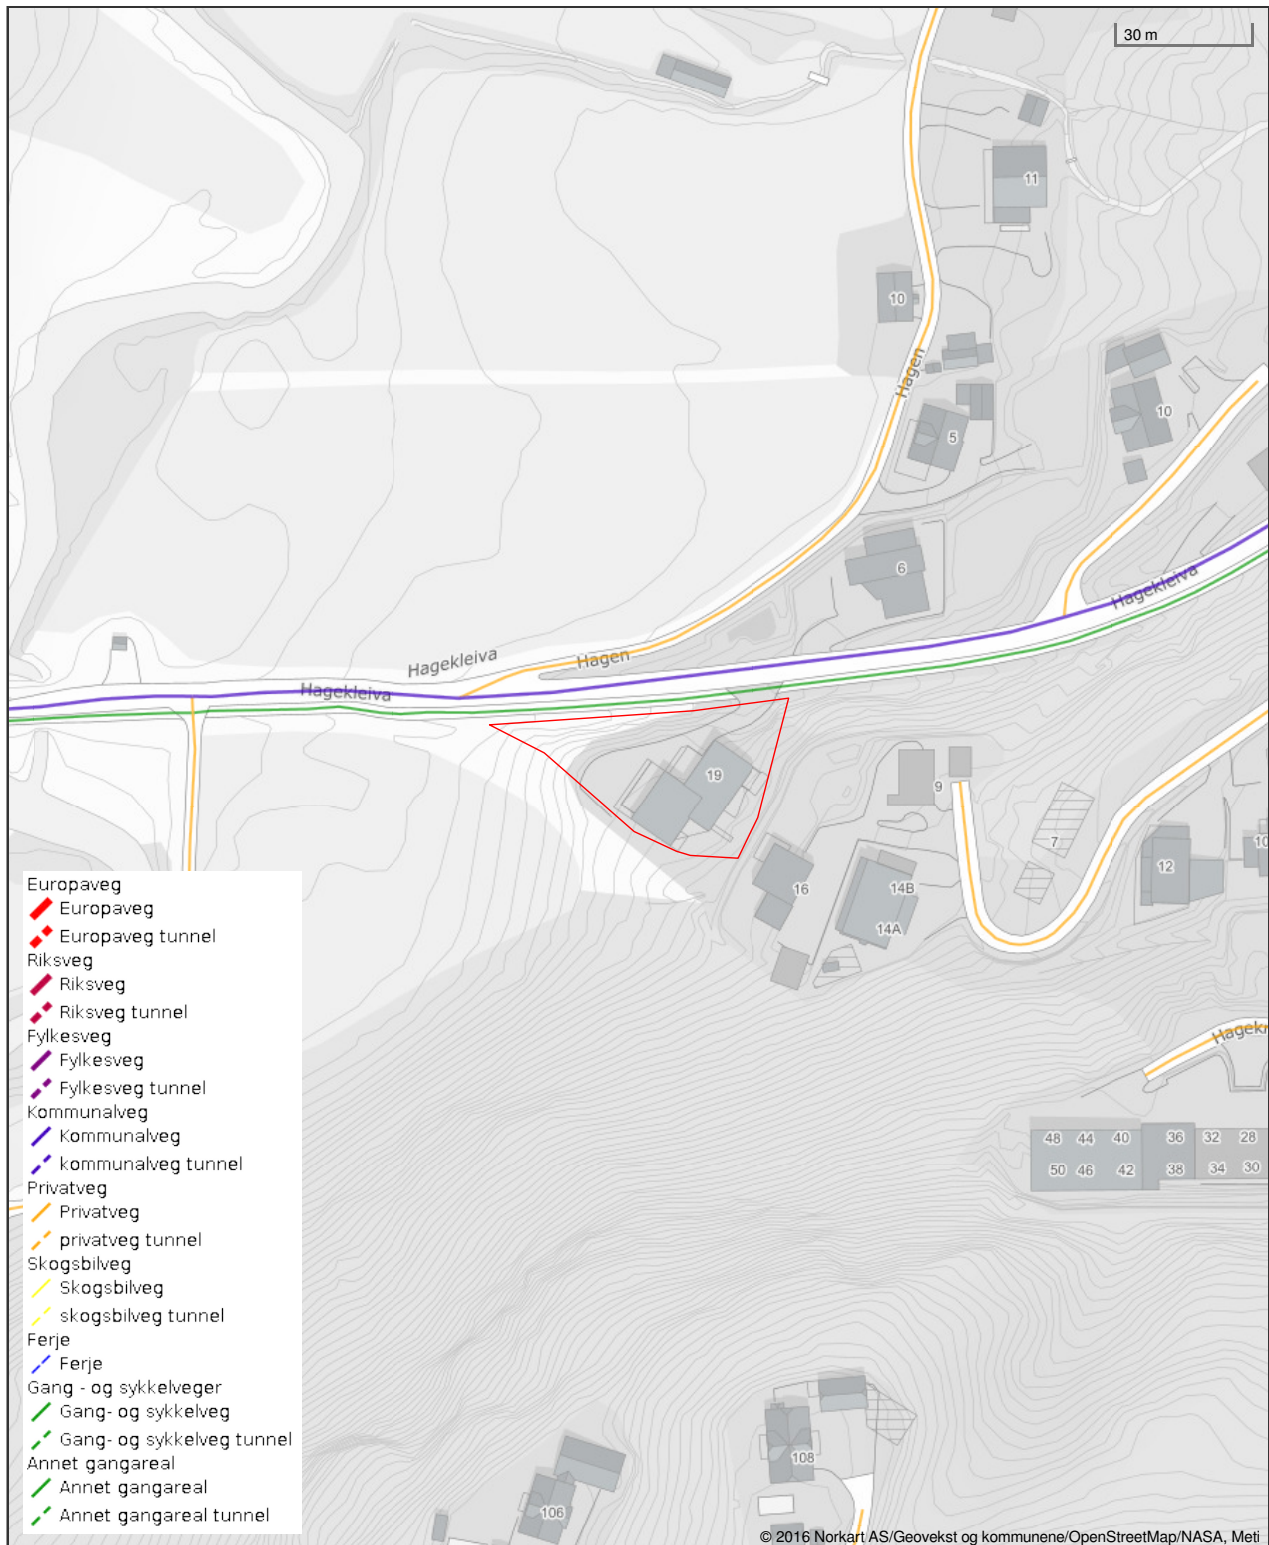 30 m
11
10
Hagen
5
10
6
Hagekleiva
Hagekleiva
Hagen
Hagekleiva
19
9
7
16
14B
14A
12
10
Hagekr
48 44 40 36 32 28
50 46 42 38 34 30
108
106
Europaveg
Europaveg
Europaveg tunnel
Riksveg
Riksveg
Riksveg tunnel
Fylkesveg
Fylkesveg
Fylkesveg tunnel
Kommunalveg
Kommunalveg
kommunalveg tunnel
Privatveg
Privatveg
privatveg tunnel
Skogsbilveg
Skogsbilveg
skogsbilveg tunnel
Ferje
Ferje
Gang - og sykkelveger
Gang- og sykkelveg
Gang- og sykkelveg tunnel
Annet gangareal
Annet gangareal
Annet gangareal tunnel
© 2016 Norkart AS/Geovekst og kommunene/OpenStreetMap/NASA, Meti